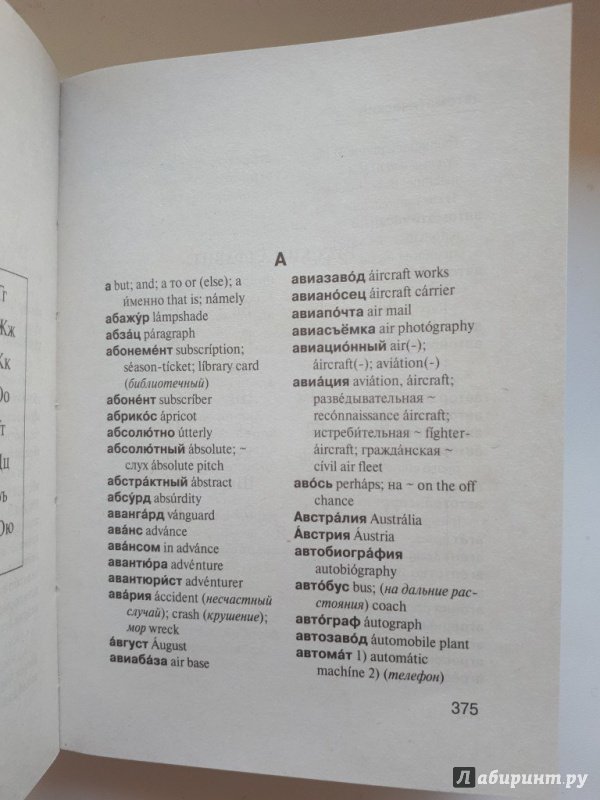 А
а but; and; а то or (else); а
и́менно that is; námely
абажу́р lámpshade
абза́ц páragraph
абонеме́нт subscríption;
séason-tícket; líbrary card
(библиотечный)
абоне́нт subscríber
абрико́с ápricot
абсолю́тно útterly
абсолю́тный ábsolute; ~
слух ábsolute pitch
абстра́ктный ábstract
абсу́рд absúrdity
аванга́рд vánguard
ава́нс advánce
ава́нсом in advánce
авантю́ра advénture
авантюри́ст advénturer
ава́рия áccident (несчастный
случай); crash (крушение);
мор wreck
а́вгуст Áugust
авиаба́за air base
авиазаво́д áircraft works
авиано́сец áircraft cárrier
авиапо́чта air mail
авиасъёмка air photógraphy
авиацио́нный air(-);
áircraft(-); aviátion(-)
авиа́ция aviátion, áircraft;
разве́дывательная ~
recónnaissance áircraft;
истреби́тельная ~ fíghter-
áircraft; гражда́нская ~
cívil air fleet
аво́сь perháps; на ~ on the off
chance
Австра́лия Austrália
А́встрия Áustria
автобиогра́фия
autobiógraphy
авто́бус bus; (на дальние рас-
стояния) coach
авто́граф áutograph
автозаво́д áutomobile plant
автома́т 1) automátic
machíne 2) (телефон)
375
Гг
Жж
Кк
Оо
Юю
Лабиринт.ру